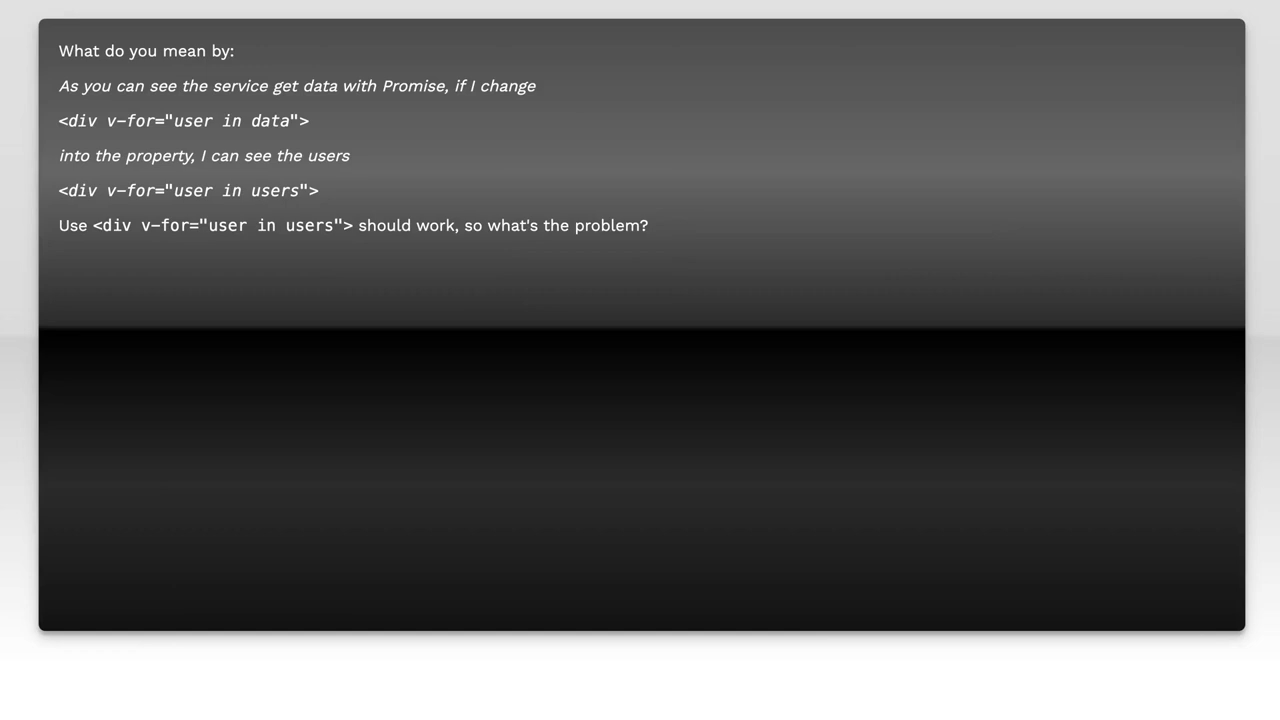 What do you mean by:
As you can see the service get data with Promise, if I change
<div v-for="user in data">
into the property, I can see the users
<div v-for="user in users">
Use <div v-for="user in users"> should work, so what's the problem?